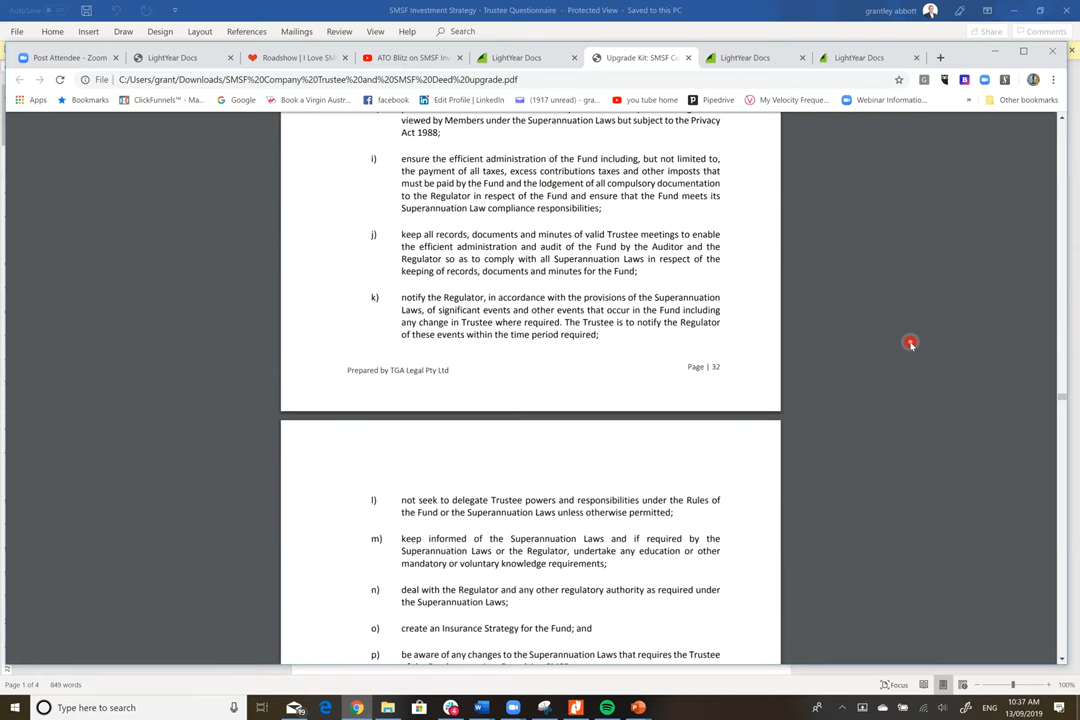 AutoSave
SMSF Investment Strategy - Trustee Questionnaire - Protected View - Saved to this PC
grantley abbott
File Home Insert Draw Design Layout References Mailings Review View Help Search Share Comments
Post Attendee - Zoom LightYear Docs Roadshow | I Love SM ATO Blitz on SMSF Inv LightYear Docs Upgrade Kit: SMSF Co LightYear Docs LightYear Docs
File C:/Users/grant/Downloads/SMSF%20Company%20Trustee%20and%20SMSF%20Deed%20upgrade.pdf
Apps Bookmarks ClickFunnels™ - Ma... Google Book a Virgin Austr... facebook Edit Profile | LinkedIn (1917 unread) - gra... you tube home Pipedrive My Velocity Freque... Webinar Informatio... » Other bookmarks
viewed by Members under the Superannuation Laws but subject to the Privacy
Act 1988;
i) ensure the efficient administration of the Fund including, but not limited to,
the payment of all taxes, excess contributions taxes and other imposts that
must be paid by the Fund and the lodgement of all compulsory documentation
to the Regulator in respect of the Fund and ensure that the Fund meets its
Superannuation Law compliance responsibilities;
j) keep all records, documents and minutes of valid Trustee meetings to enable
the efficient administration and audit of the Fund by the Auditor and the
Regulator so as to comply with all Superannuation Laws in respect of the
keeping of records, documents and minutes for the Fund;
k) notify the Regulator, in accordance with the provisions of the Superannuation
Laws, of significant events and other events that occur in the Fund including
any change in Trustee where required. The Trustee is to notify the Regulator
of these events within the time period required;
Prepared by TGA Legal Pty Ltd Page | 32
l) not seek to delegate Trustee powers and responsibilities under the Rules of
the Fund or the Superannuation Laws unless otherwise permitted;
m) keep informed of the Superannuation Laws and if required by the
Superannuation Laws or the Regulator, undertake any education or other
mandatory or voluntary knowledge requirements;
n) deal with the Regulator and any other regulatory authority as required under
the Superannuation Laws;
o) create an Insurance Strategy for the Fund; and
p) be aware of any changes to the Superannuation Laws that requires the Trustee
Page 1 of 4 849 words Focus 100%
Type here to search
ENG
10:37 AM
13/09/2019